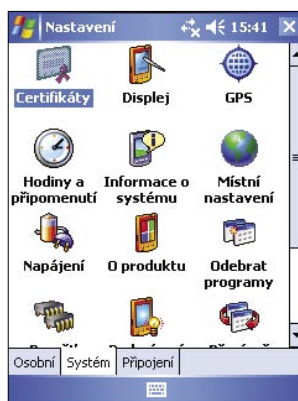 Nastavení 15:41
Certifikáty Displej GPS
Hodiny a připomenutí Informace o systému Místní nastavení
Napájení O produktu Odebrat programy
Osobní Systém Připojení